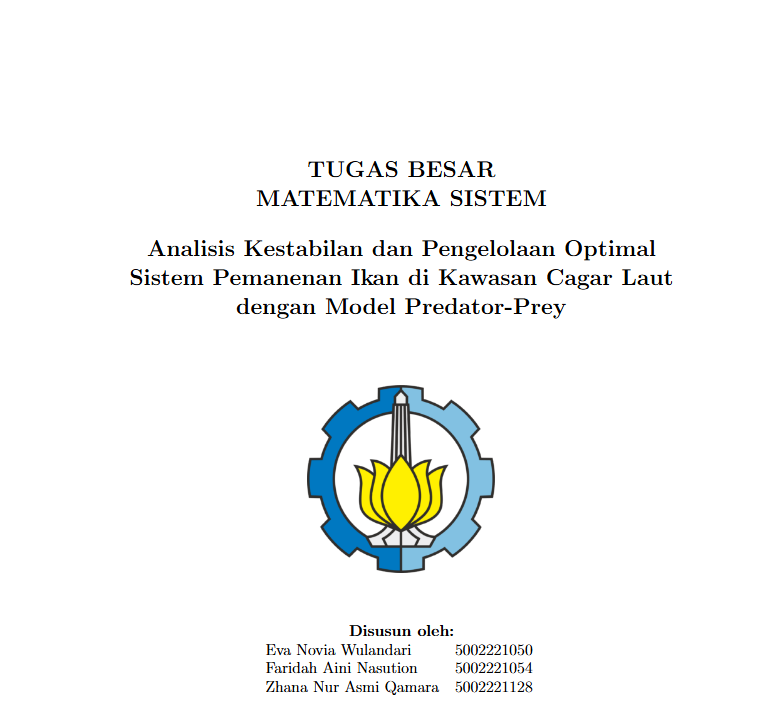 TUGAS BESAR
MATEMATIKA SISTEM
Analisis Kestabilan dan Pengelolaan Optimal
Sistem Pemanenan Ikan di Kawasan Cagar Laut
dengan Model Predator-Prey
Disusun oleh:
Eva Novia Wulandari 5002221050
Faridah Aini Nasution 5002221054
Zhana Nur Asmi Qamara 5002221128